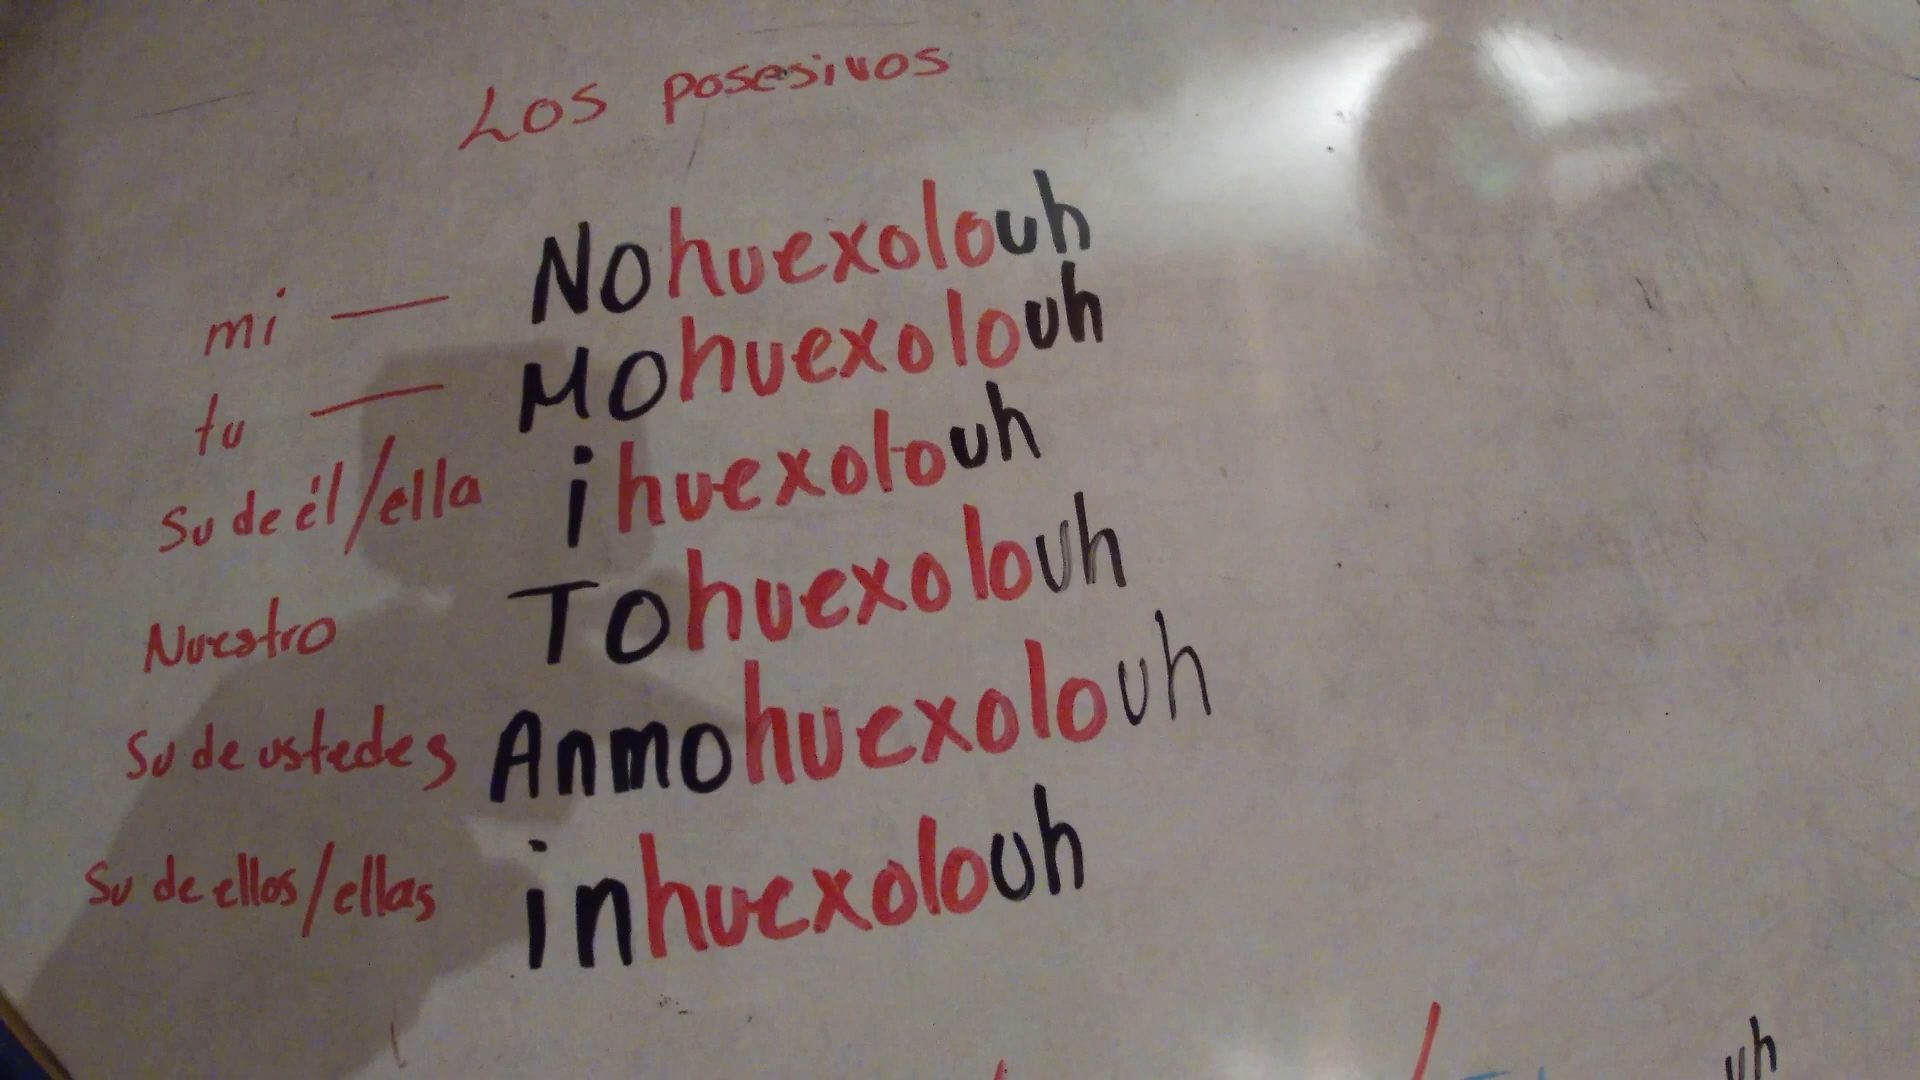 Los posesivos
mi — Nohuexolouh
tu — Mohuexolouh
Su de él/ella ihuexolouh
Nuestro Tohuexolouh
Su de ustedes Anmohuexolouh
Su de ellos/ellas inhuexolouh
uh